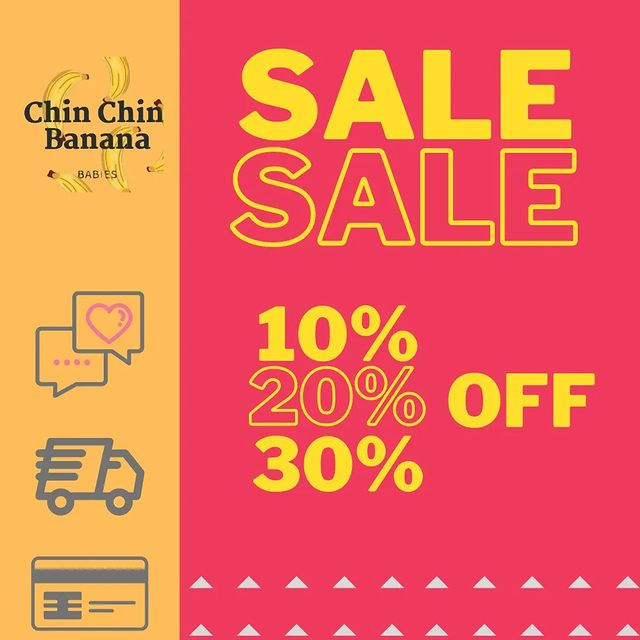 Chin Chin
Banana
BABIES
SALE
SALE
10%
20% OFF
30%